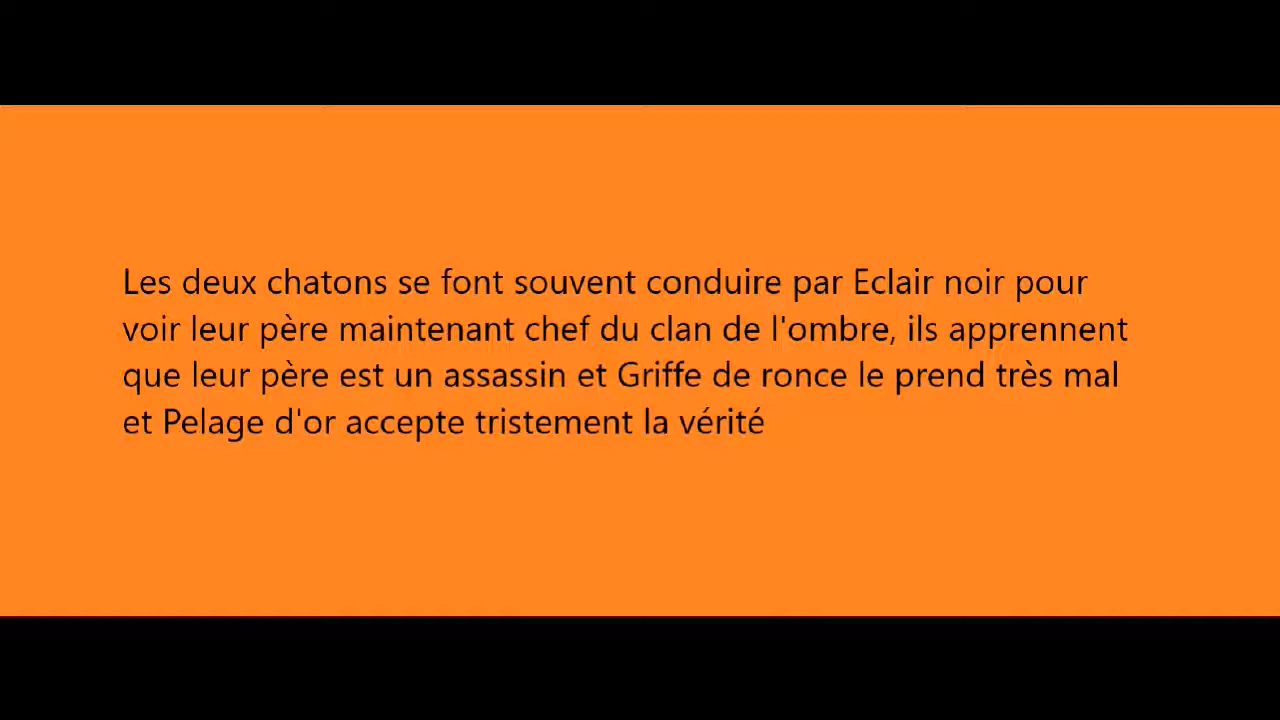 Les deux chatons se font souvent conduire par Eclair noir pour
voir leur père maintenant chef du clan de l'ombre, ils apprennent
que leur père est un assassin et Griffe de ronce le prend très mal
et Pelage d'or accepte tristement la vérité